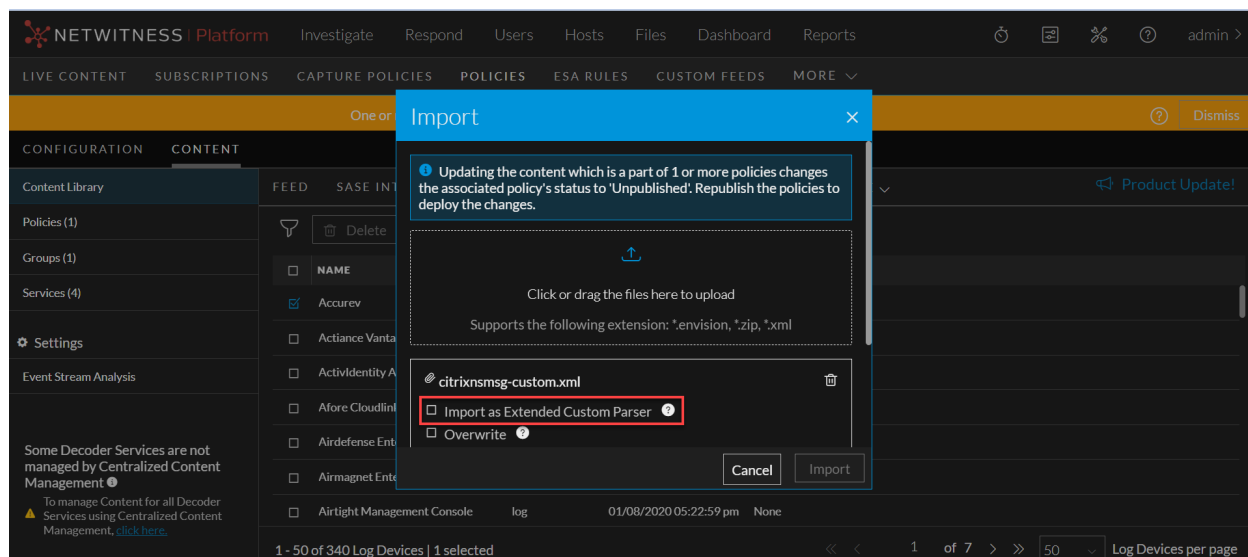 NETWITNESS Platform Investigate Respond Users Hosts Files Dashboard Reports admin >
LIVE CONTENT SUBSCRIPTIONS CAPTURE POLICIES POLICIES ESA RULES CUSTOM FEEDS MORE
One or Dismiss
Import
CONFIGURATION CONTENT
Updating the content which is a part of 1 or more policies changes
the associated policy's status to 'Unpublished'. Republish the policies to
deploy the changes.
Content Library
FEED SASE INT
Product Update!
Policies (1)
Delete
Groups (1)
NAME
Click or drag the files here to upload
Services (4)
Accurev
Supports the following extension: *.envision, *.zip, *.xml
Settings
Actiance Vanta
Event Stream Analysis
ActivIdentity A
citrixnsmsg-custom.xml
Afore Cloudlin
Import as Extended Custom Parser
Airdefense Ent
Overwrite
Some Decoder Services are not
managed by Centralized Content
Management
Airmagnet Ente
Cancel Import
To manage Content for all Decoder
Services using Centralized Content
Management, click here.
Airtight Management Console log 01/08/2020 05:22:59 pm None
1 - 50 of 340 Log Devices | 1 selected
<< < 1 of 7 > >> 50 Log Devices per page